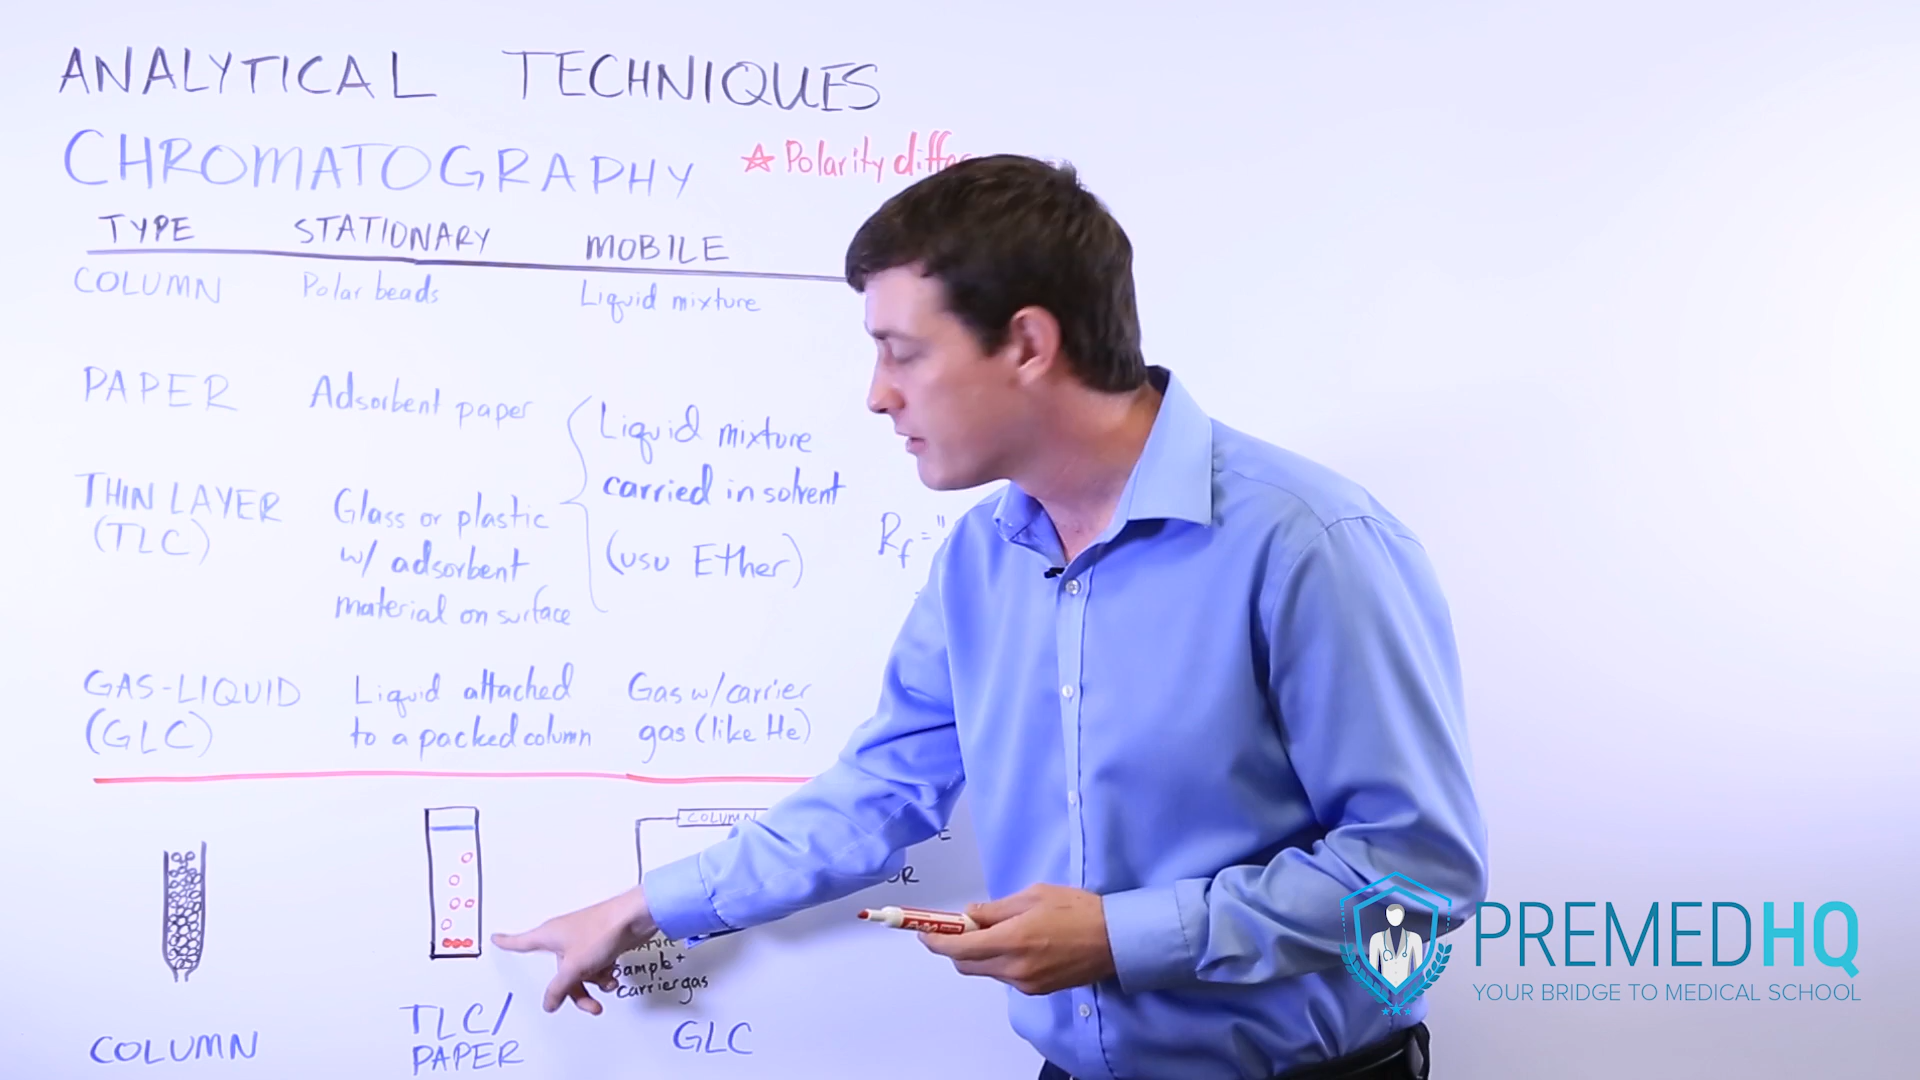 ANALYTICAL TECHNIQUES
CHROMATOGRAPHY ☆ Polarity
TYPE STATIONARY MOBILE
COLUMN Polar beads Liquid mixture
PAPER Adsorbent paper Liquid mixture
carried in solvent
(usu Ether)
THIN LAYER
(TLC)
Glass or plastic
w/ adsorbent
material on surface
Rf = "
GAS-LIQUID
(GLC)
Liquid attached
to a packed column
Gas w/carrier
gas (like He)
COLUMN
sample +
carrier gas
COLUMN
TLC/
PAPER
GLC
PREMEDHQ
YOUR BRIDGE TO MEDICAL SCHOOL